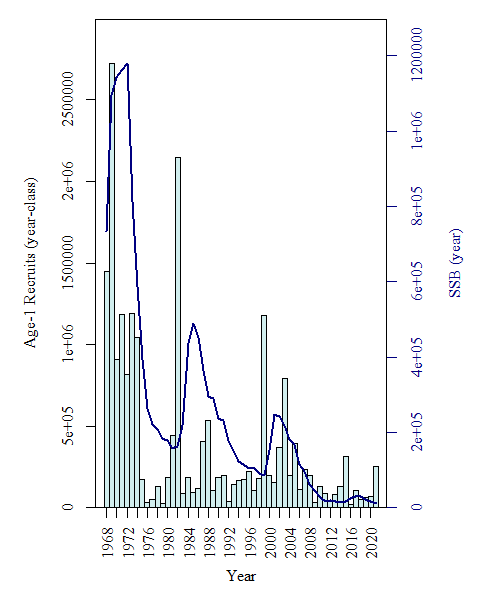 Age-1 Recruits (year-class)
0
5e+05
1e+06
1500000
2e+06
2500000
0
2e+05
4e+05
6e+05
8e+05
1e+06
1200000
SSB (year)
1968 1972 1976 1980 1984 1988 1992 1996 2000 2004 2008 2012 2016 2020
Year